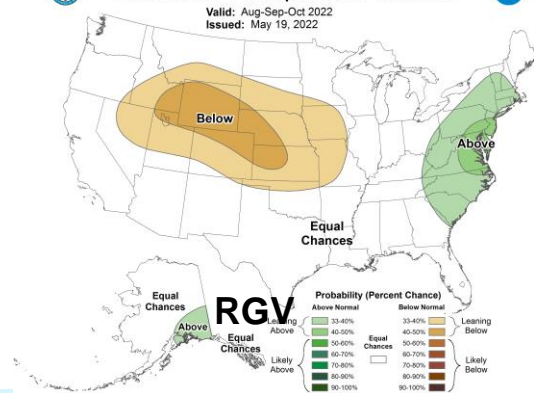 Valid: Aug-Sep-Oct 2022
Issued: May 19, 2022
Below
Above
Equal
Chances
Equal
Chances
Above
Equal
Chances
RGV
Probability (Percent Chance)
Above Normal
Below Normal
Leaning
Above
33-40%
40-50%
Likely
Above
50-60%
60-70%
70-80%
80-90%
90-100%
Equal
Chances
33-40%
40-50%
Leaning
Below
50-60%
60-70%
70-80%
80-90%
90-100%
Likely
Below